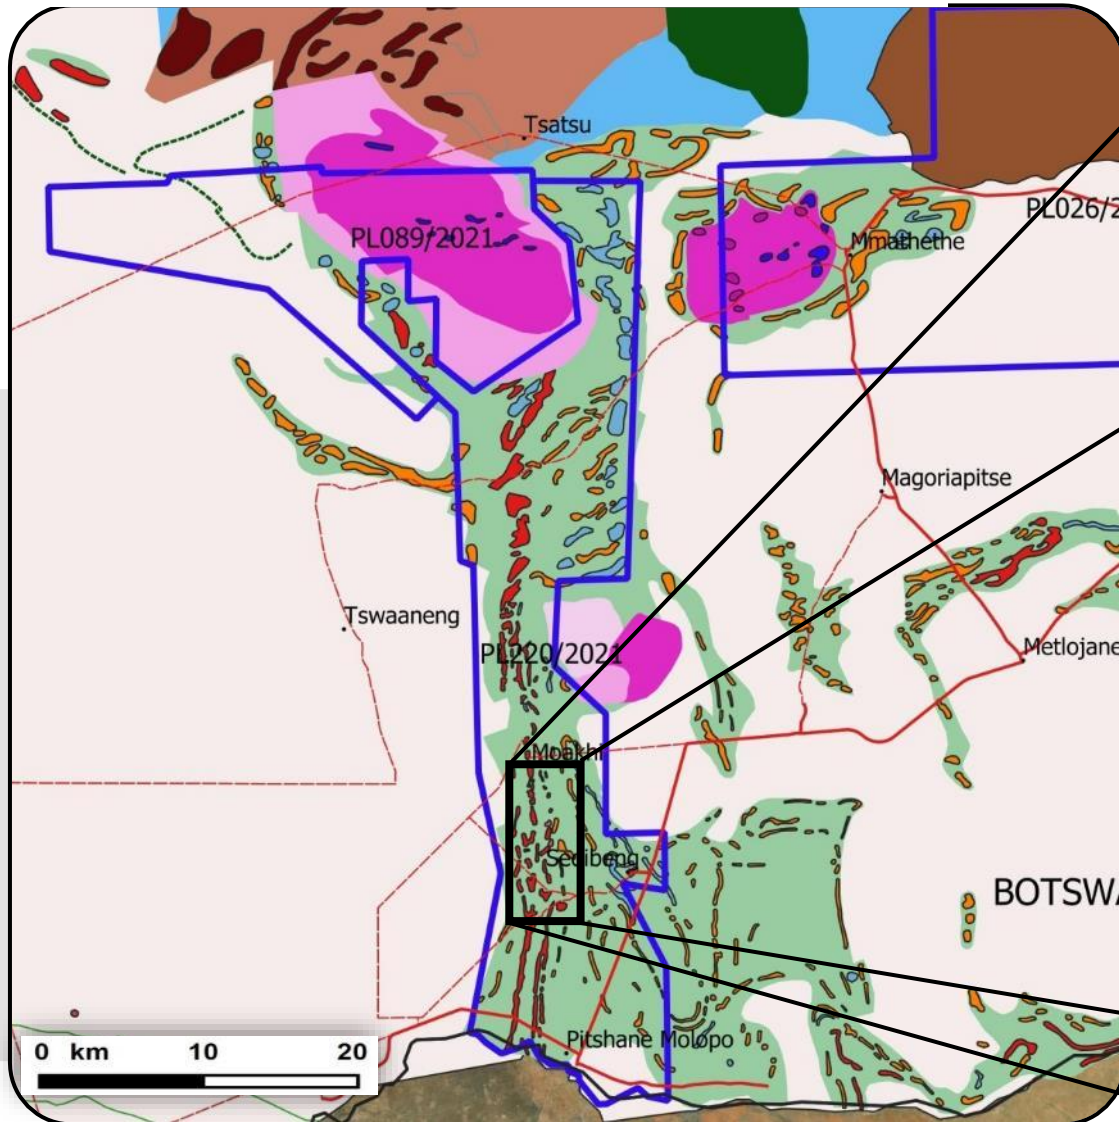 Tsatsu
PL026/2
PL089/2021
Mmathethe
Magoriapitse
Tswaaneng
Metlojane
PL220/2021
Moakhi
Sedibeng
BOTSWA
Pitshane Molopo
0 km 10 20